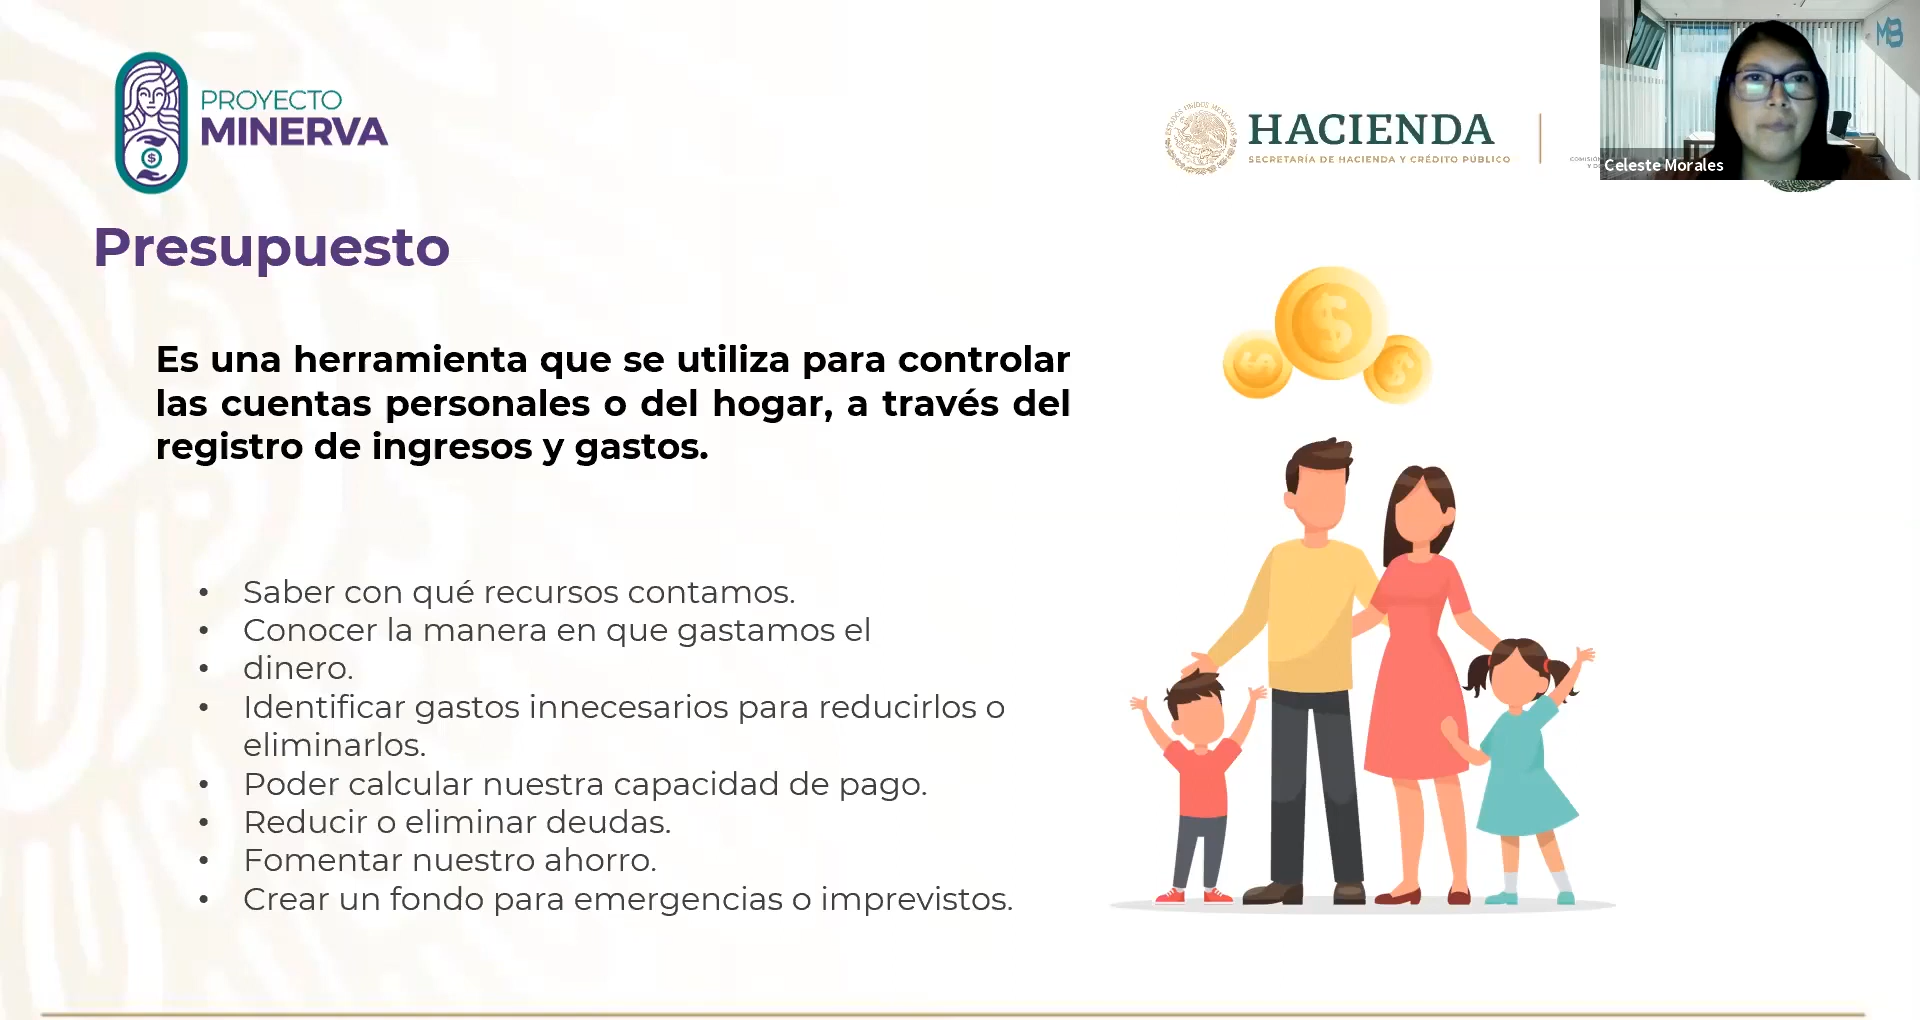 PROYECTO
MINERVA
ESTADOS UNIDOS MEXICANOS
HACIENDA
SECRETARÍA DE HACIENDA Y CRÉDITO PÚBLICO
Celeste Morales
Presupuesto
Es una herramienta que se utiliza para controlar
las cuentas personales o del hogar, a través del
registro de ingresos y gastos.
• Saber con qué recursos contamos.
• Conocer la manera en que gastamos el
• dinero.
• Identificar gastos innecesarios para reducirlos o
eliminarlos.
• Poder calcular nuestra capacidad de pago.
• Reducir o eliminar deudas.
• Fomentar nuestro ahorro.
• Crear un fondo para emergencias o imprevistos.